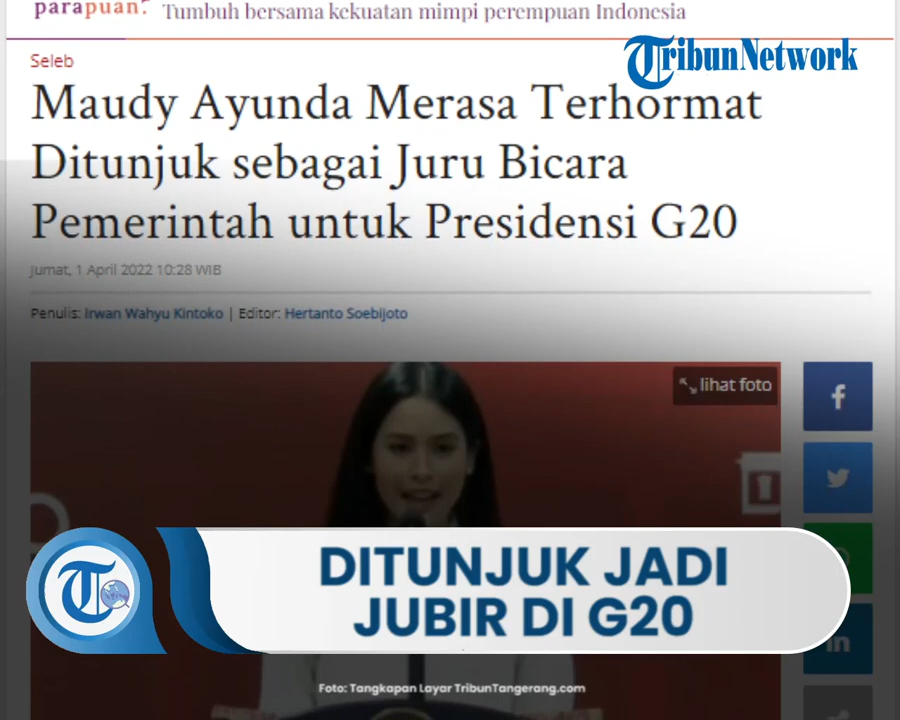 parapuan.
Tumbuh bersama kekuatan mimpi perempuan Indonesia
TribunNetwork
Seleb
Maudy Ayunda Merasa Terhormat
Ditunjuk sebagai Juru Bicara
Pemerintah untuk Presidensi G20
Jumat, 1 April 2022 10:28 WIB
Penulis: Irwan Wahyu Kintoko | Editor: Hertanto Soebijoto
lihat foto
f
DITUNJUK JADI
JUBIR DI G20
T
in
Foto: Tangkapan Layar TribunTangerang.com